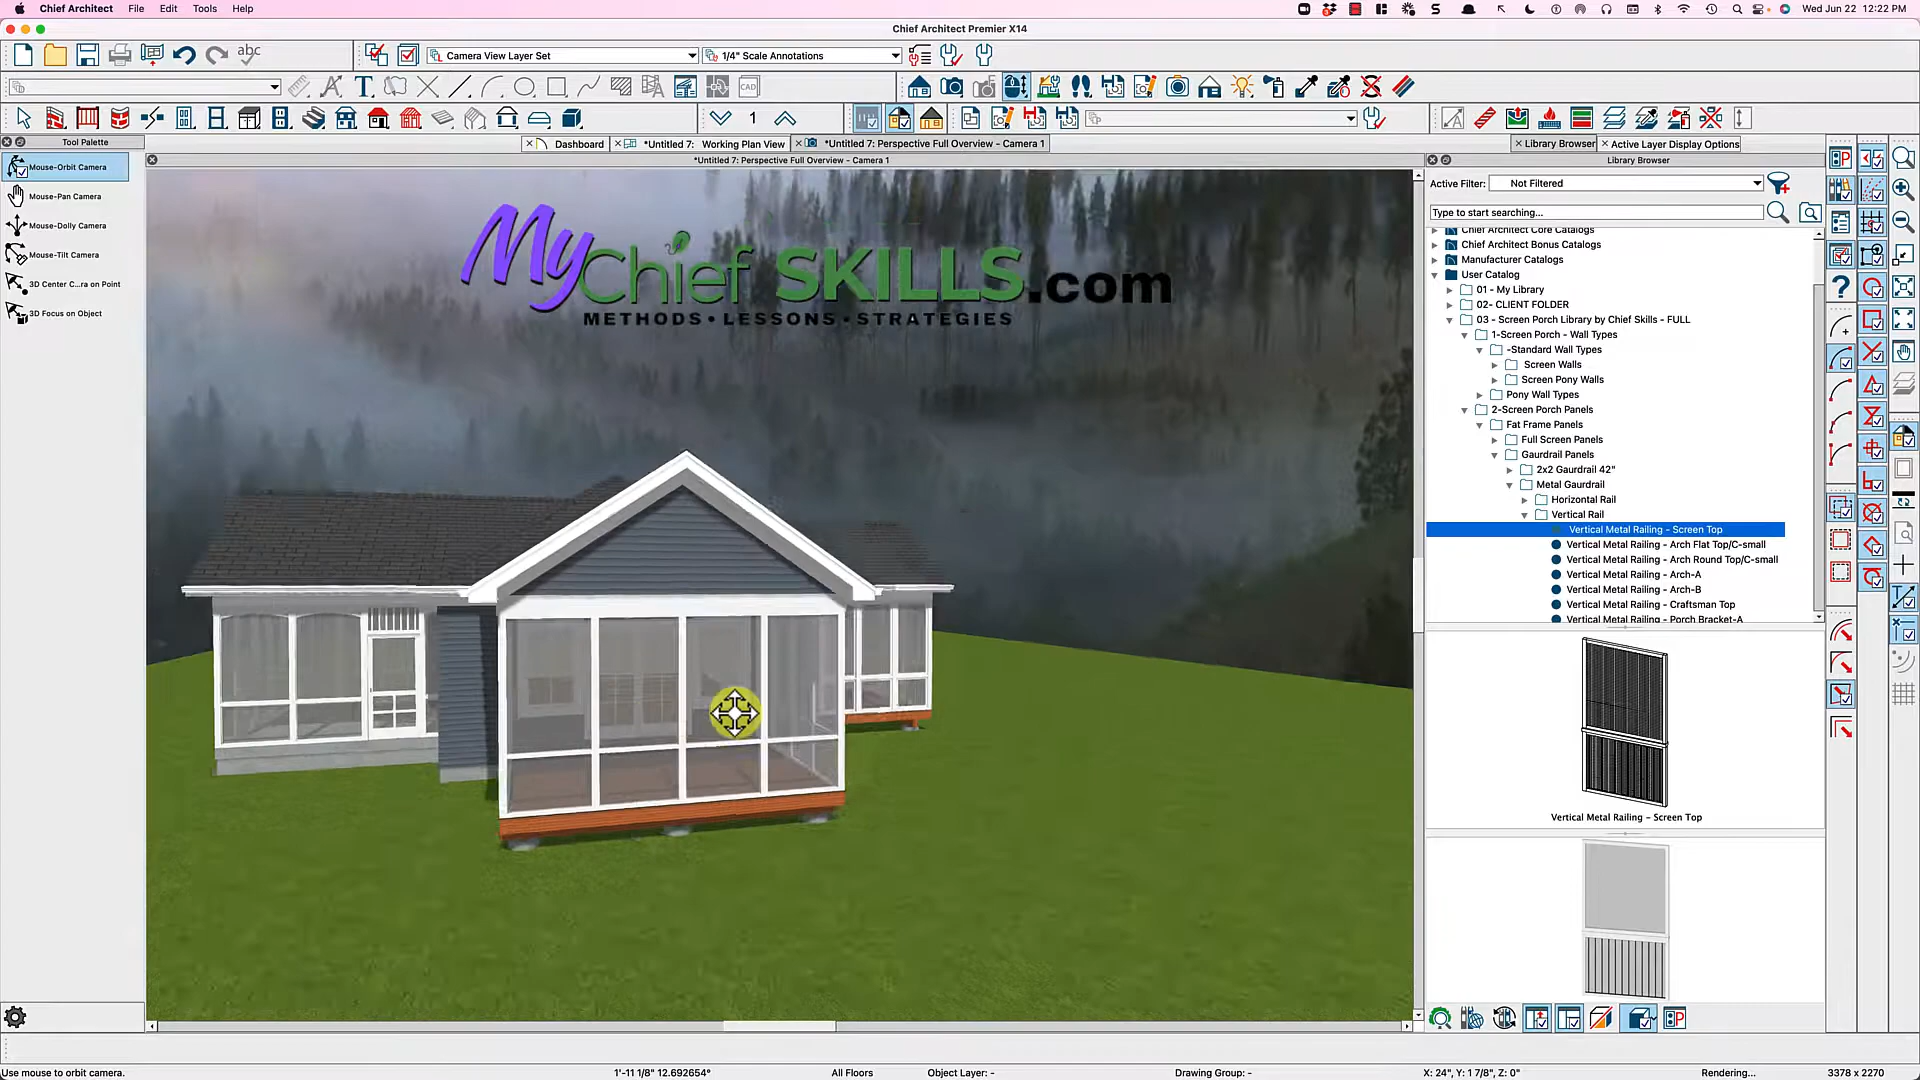 Chief Architect File Edit Tools Help
Wed Jun 22 12:22 PM
Chief Architect Premier X14
abc Camera View Layer Set 1/4" Scale Annotations
T CAD
1
Tool Palette
Dashboard
*Untitled 7: Working Plan View
*Untitled 7: Perspective Full Overview - Camera 1
Library Browser
Active Layer Display Options
*Untitled 7: Perspective Full Overview - Camera 1
Library Browser
Mouse-Orbit Camera
Mouse-Pan Camera
Mouse-Dolly Camera
Mouse-Tilt Camera
3D Center C...ra on Point
3D Focus on Object
My Chief SKILLS.com
METHODS • LESSONS • STRATEGIES
Active Filter: Not Filtered
Type to start searching...
Chief Architect Core Catalogs
Chief Architect Bonus Catalogs
Manufacturer Catalogs
User Catalog
01 - My Library
02- CLIENT FOLDER
03 - Screen Porch Library by Chief Skills - FULL
1-Screen Porch - Wall Types
-Standard Wall Types
Screen Walls
Screen Pony Walls
Pony Wall Types
2-Screen Porch Panels
Fat Frame Panels
Full Screen Panels
Gaurdrail Panels
2x2 Gaurdrail 42"
Metal Gaurdrail
Horizontal Rail
Vertical Rail
Vertical Metal Railing - Screen Top
Vertical Metal Railing - Arch Flat Top/C-small
Vertical Metal Railing - Arch Round Top/C-small
Vertical Metal Railing - Arch-A
Vertical Metal Railing - Arch-B
Vertical Metal Railing - Craftsman Top
Vertical Metal Railing - Porch Bracket-A
Vertical Metal Railing - Screen Top
Use mouse to orbit camera.
1'-11 1/8" 12.692654°
All Floors
Object Layer: -
Drawing Group: -
X: 24", Y: 1 7/8", Z: 0"
Rendering...
3378 x 2270